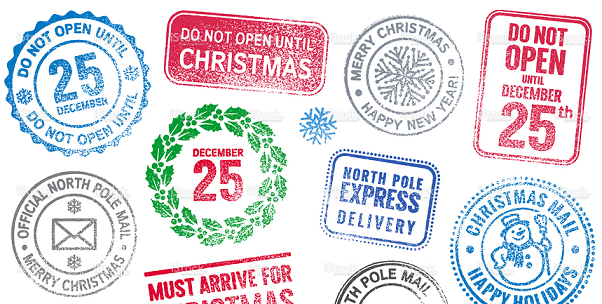 DO NOT OPEN UNTIL
25
DECEMBER
DO NOT OPEN UNTIL
DO NOT OPEN UNTIL
CHRISTMAS
MERRY CHRISTMAS
HAPPY NEW YEAR!
DO NOT
OPEN
UNTIL
DECEMBER
25th
DECEMBER
25
NORTH POLE
EXPRESS
DELIVERY
OFFICIAL NORTH POLE MAIL
MERRY CHRISTMAS
CHRISTMAS MAIL
HAPPY HOLIDAYS
MUST ARRIVE FOR
CHRISTMAS
NORTH POLE MAIL